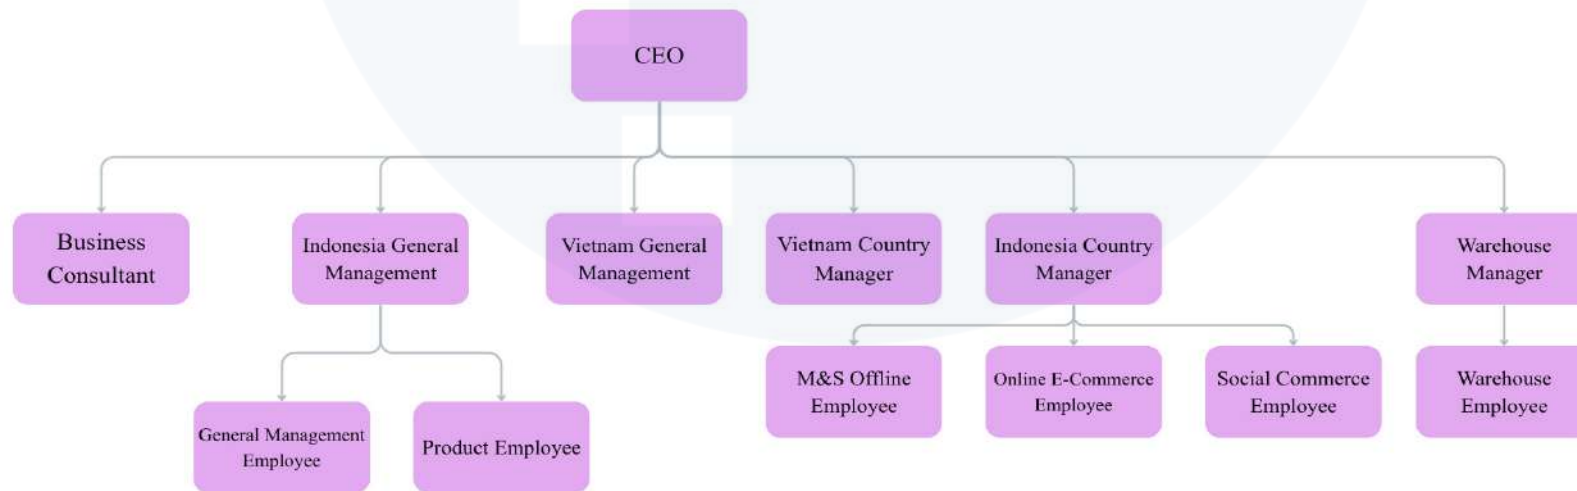 CEO
Business
Consultant
Indonesia General
Management
Vietnam General
Management
Vietnam Country
Manager
Indonesia Country
Manager
Warehouse
Manager
General Management
Employee
Product Employee
M&S Offline
Employee
Online E-Commerce
Employee
Social Commerce
Employee
Warehouse
Employee